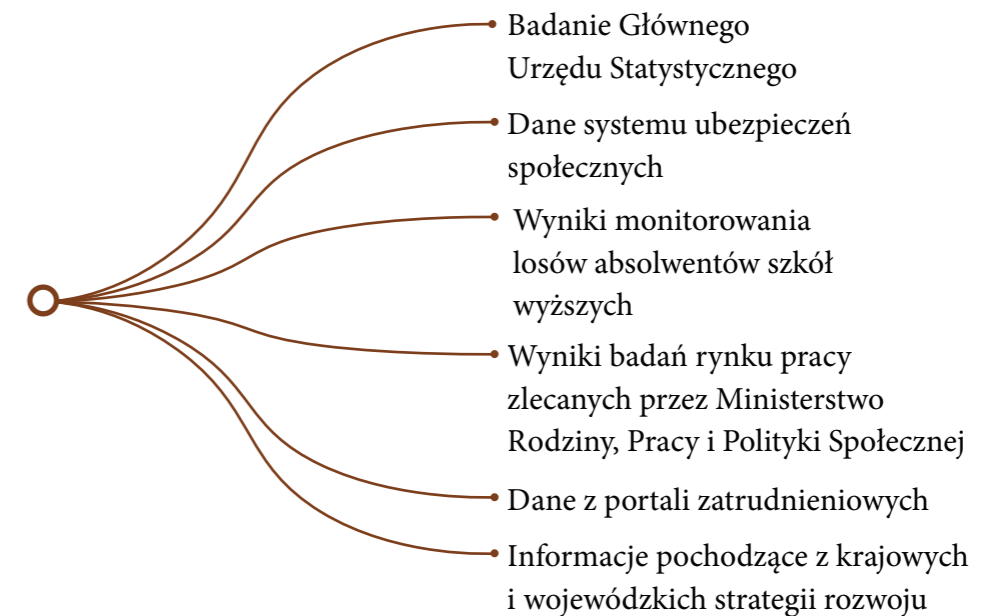 Badanie Głównego
Urzędu Statystycznego
Dane systemu ubezpieczeń
społecznych
Wyniki monitorowania
losów absolwentów szkół
wyższych
Wyniki badań rynku pracy
zlecanych przez Ministerstwo
Rodziny, Pracy i Polityki Społecznej
Dane z portali zatrudnieniowych
Informacje pochodzące z krajowych
i wojewódzkich strategii rozwoju